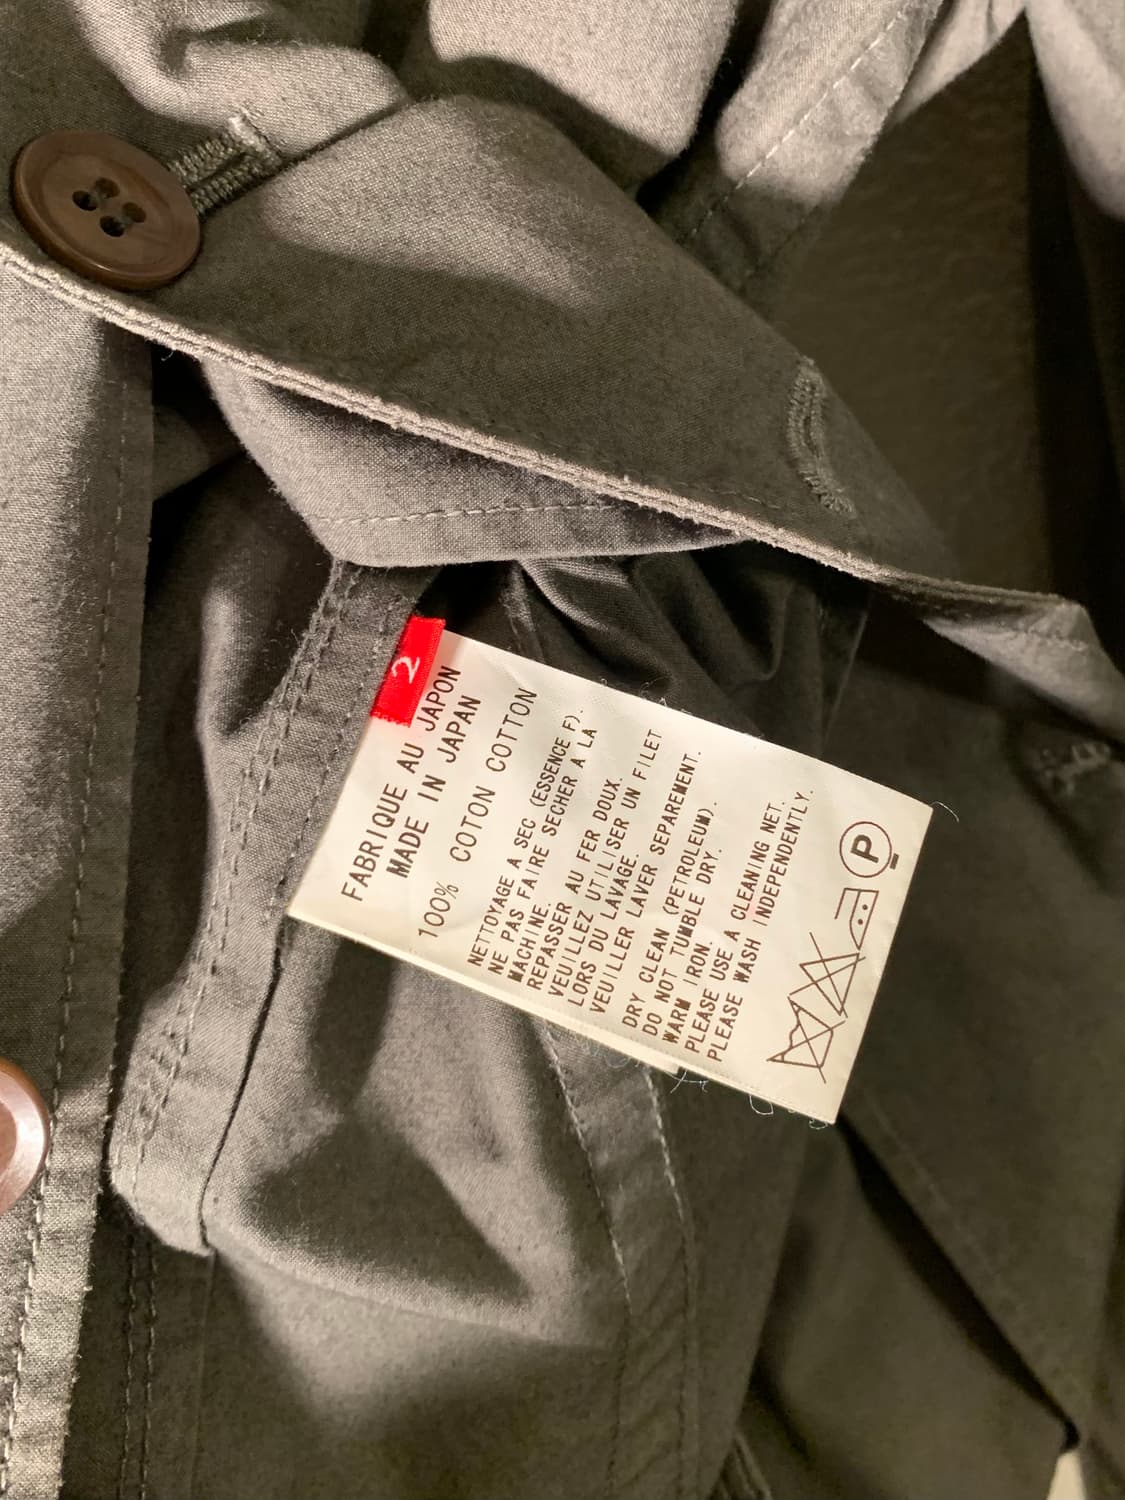 2
FABRIQUE AU JAPON
MADE IN JAPAN
100% COTON COTTON
NETTOYAGE A SEC (ESSENCE F).
NE PAS FAIRE SECHER A LA
MACHINE.
REPASSER AU FER DOUX.
VEUILLEZ UTILISER UN FILET
LORS DU LAVAGE.
VEUILLER LAVER SEPAREMENT.
DRY CLEAN (PETROLEUM).
DO NOT TUMBLE DRY.
WARM IRON.
PLEASE USE A CLEANING NET.
PLEASE WASH INDEPENDENTLY.
P